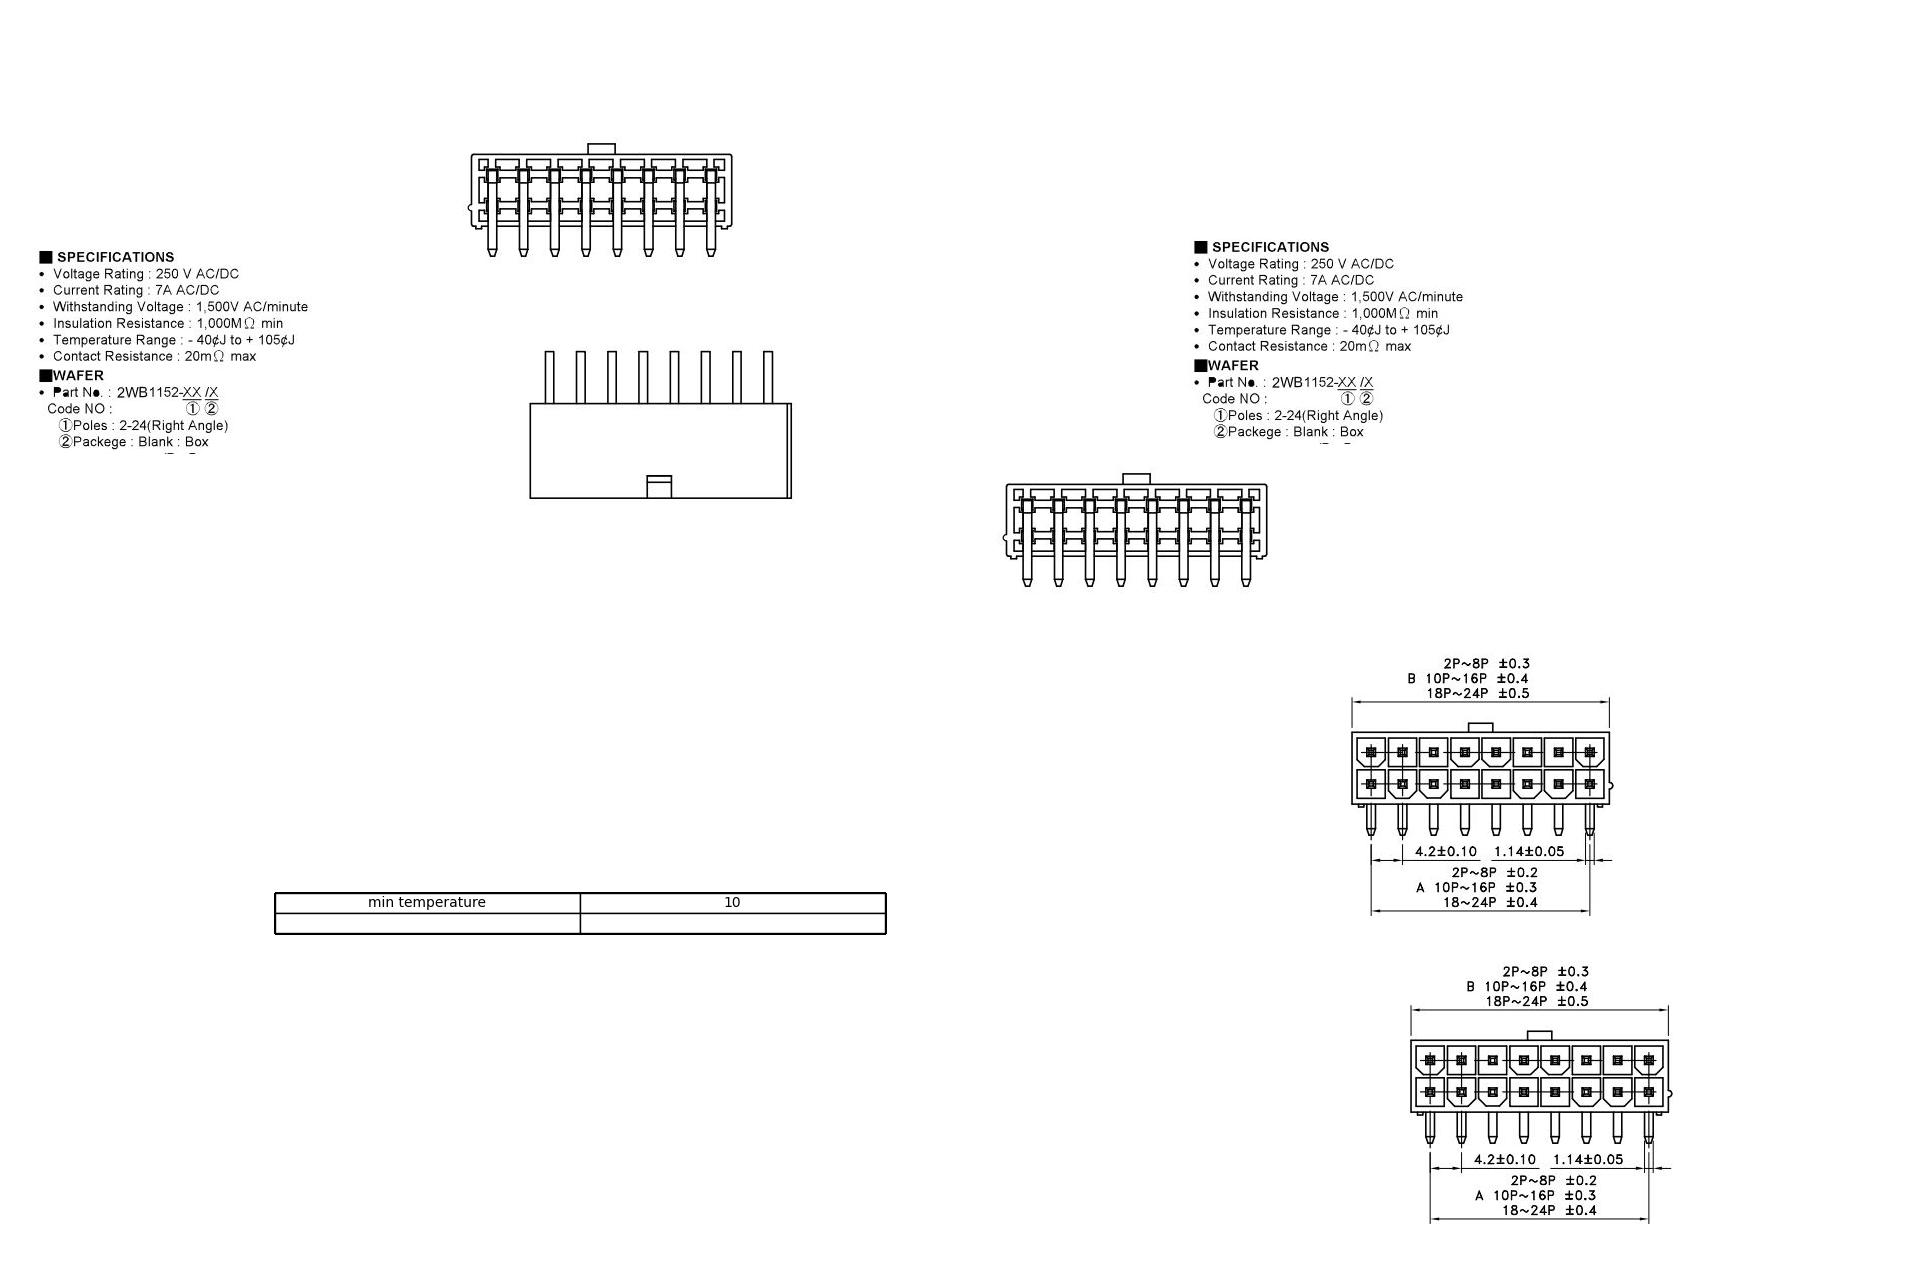 ■ SPECIFICATIONS
• Voltage Rating : 250 V AC/DC
• Current Rating : 7A AC/DC
• Withstanding Voltage : 1,500V AC/minute
• Insulation Resistance : 1,000MΩ min
• Temperature Range : - 40¢J to + 105¢J
• Contact Resistance : 20mΩ max
■WAFER
• Part No. : 2WB1152-XX /X
Code NO : ① ②
①Poles : 2-24(Right Angle)
②Packege : Blank : Box
■ SPECIFICATIONS
• Voltage Rating : 250 V AC/DC
• Current Rating : 7A AC/DC
• Withstanding Voltage : 1,500V AC/minute
• Insulation Resistance : 1,000MΩ min
• Temperature Range : - 40¢J to + 105¢J
• Contact Resistance : 20mΩ max
■WAFER
• Part No. : 2WB1152-XX /X
Code NO : ① ②
①Poles : 2-24(Right Angle)
②Packege : Blank : Box
2P~8P ±0.3
B 10P~16P ±0.4
18P~24P ±0.5
4.2±0.10 1.14±0.05
2P~8P ±0.2
A 10P~16P ±0.3
18~24P ±0.4
min temperature 10
2P~8P ±0.3
B 10P~16P ±0.4
18P~24P ±0.5
4.2±0.10 1.14±0.05
2P~8P ±0.2
A 10P~16P ±0.3
18~24P ±0.4